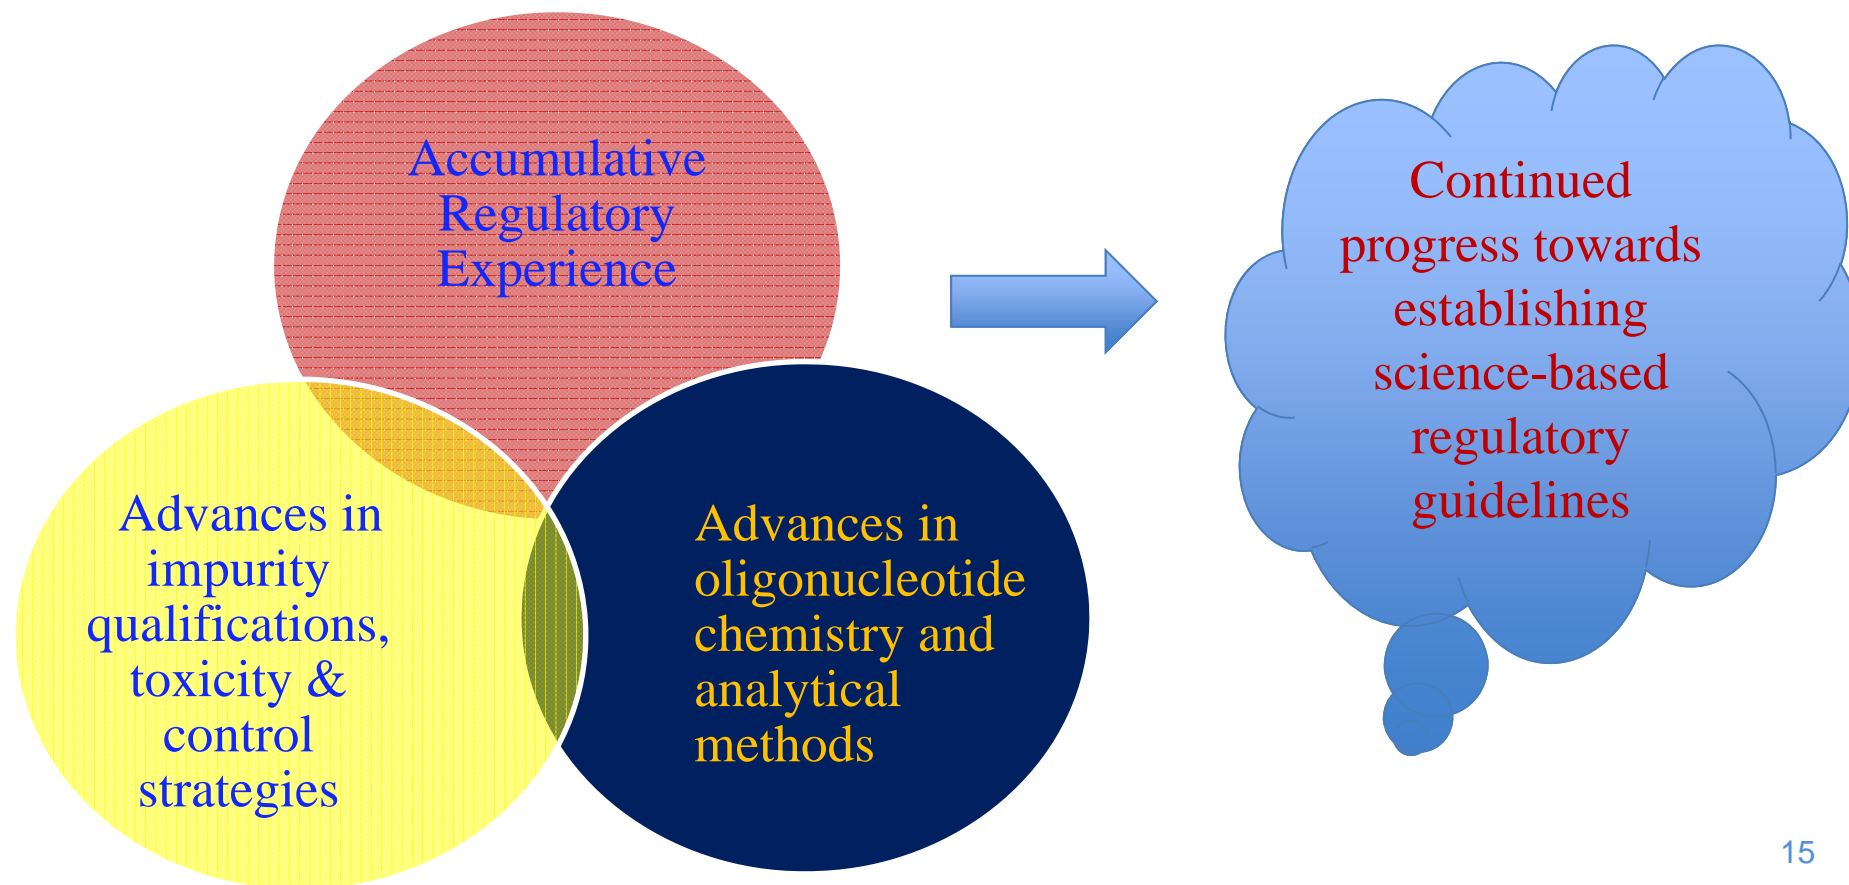 Accumulative
Regulatory
Experience
Advances in
impurity
qualifications,
toxicity &
control
strategies
Advances in
oligonucleotide
chemistry and
analytical
methods
Continued
progress towards
establishing
science-based
regulatory
guidelines
15